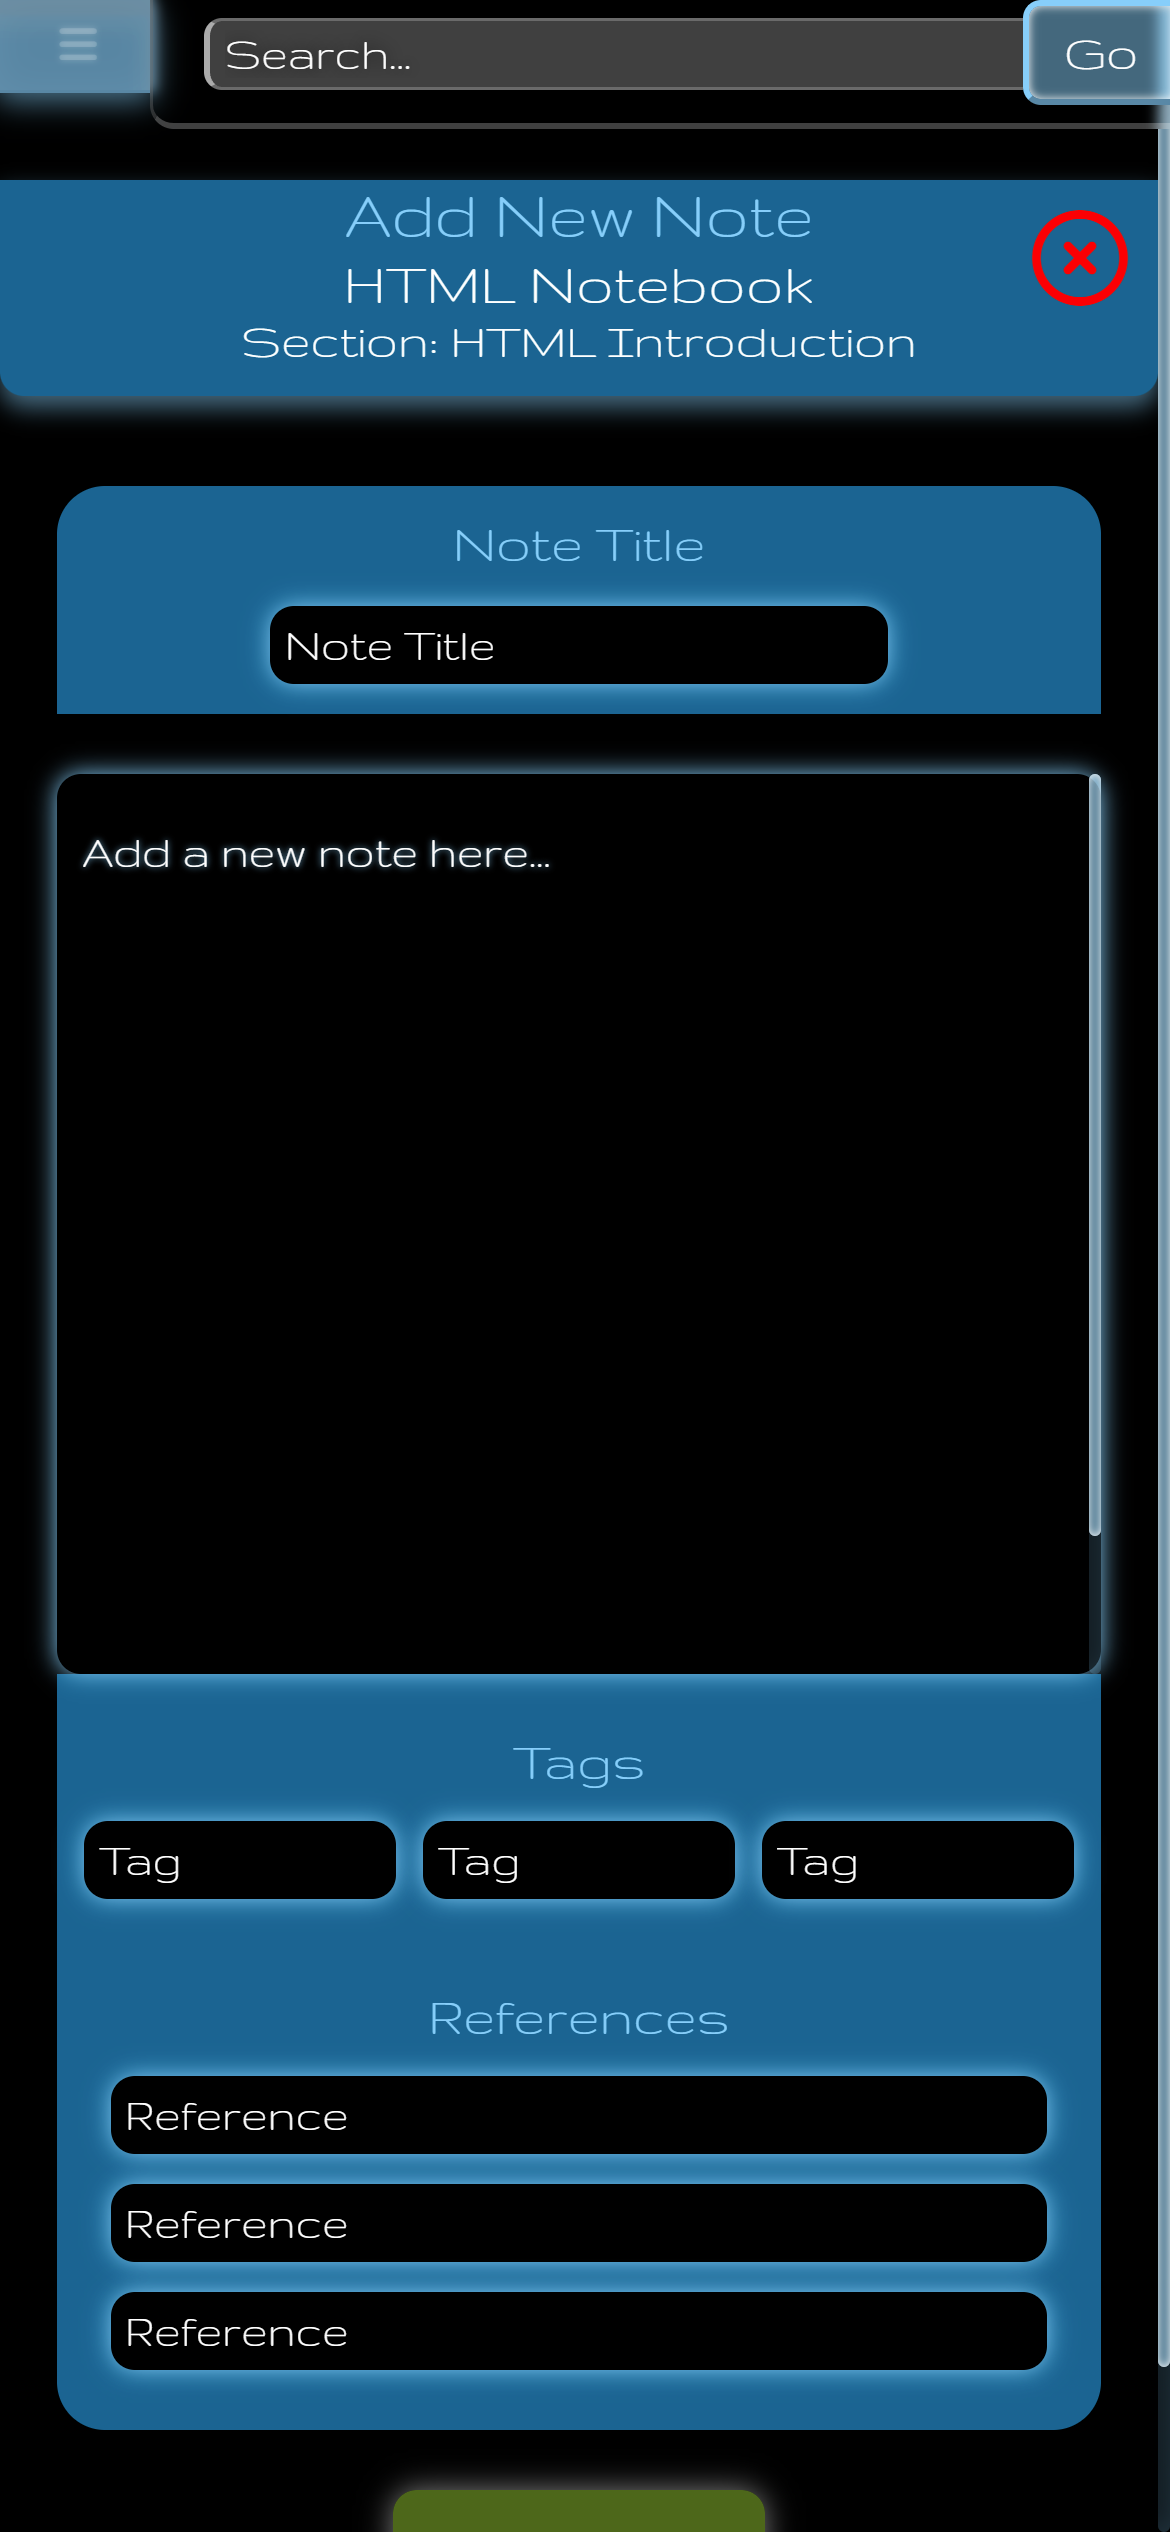 Search...
Go
Add New Note
HTML Notebook
Section: HTML Introduction
Note Title
Note Title
Add a new note here...
Tags
Tag Tag Tag
References
Reference
Reference
Reference